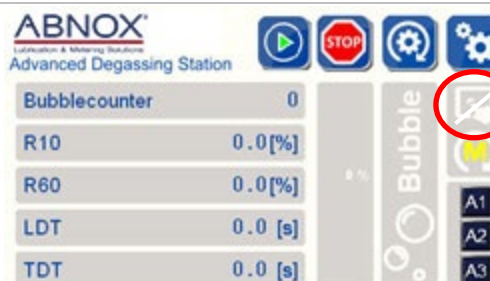 ABNOX
Lubrication & Metering Solutions
Advanced Degassing Station
STOP
Bubblecounter 0
R10 0.0[%]
R60 0.0[%]
LDT 0.0 [s]
TDT 0.0 [s]
0 %
Bubble
M
A1
A2
A3